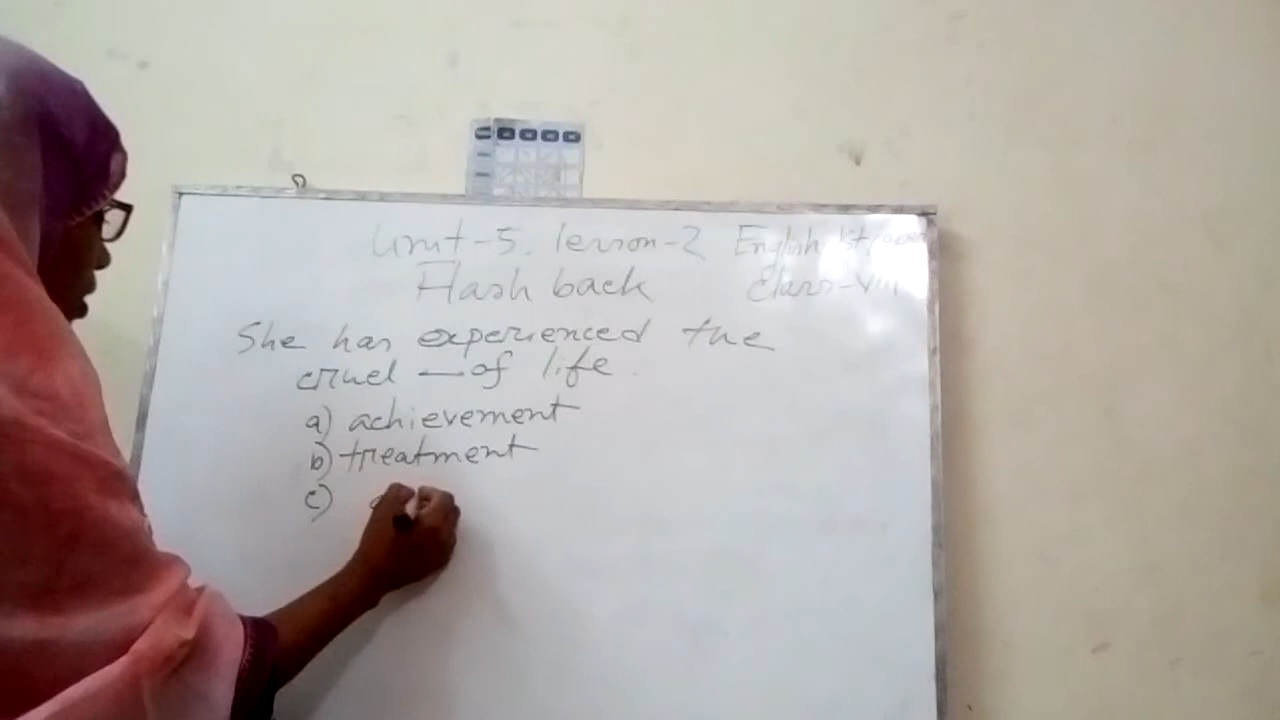 Unit-5. lesson-2 English 1st paper
Flash back Class-VIII
She has experienced the
cruel — of life.
a) achievement
b) treatment
c)